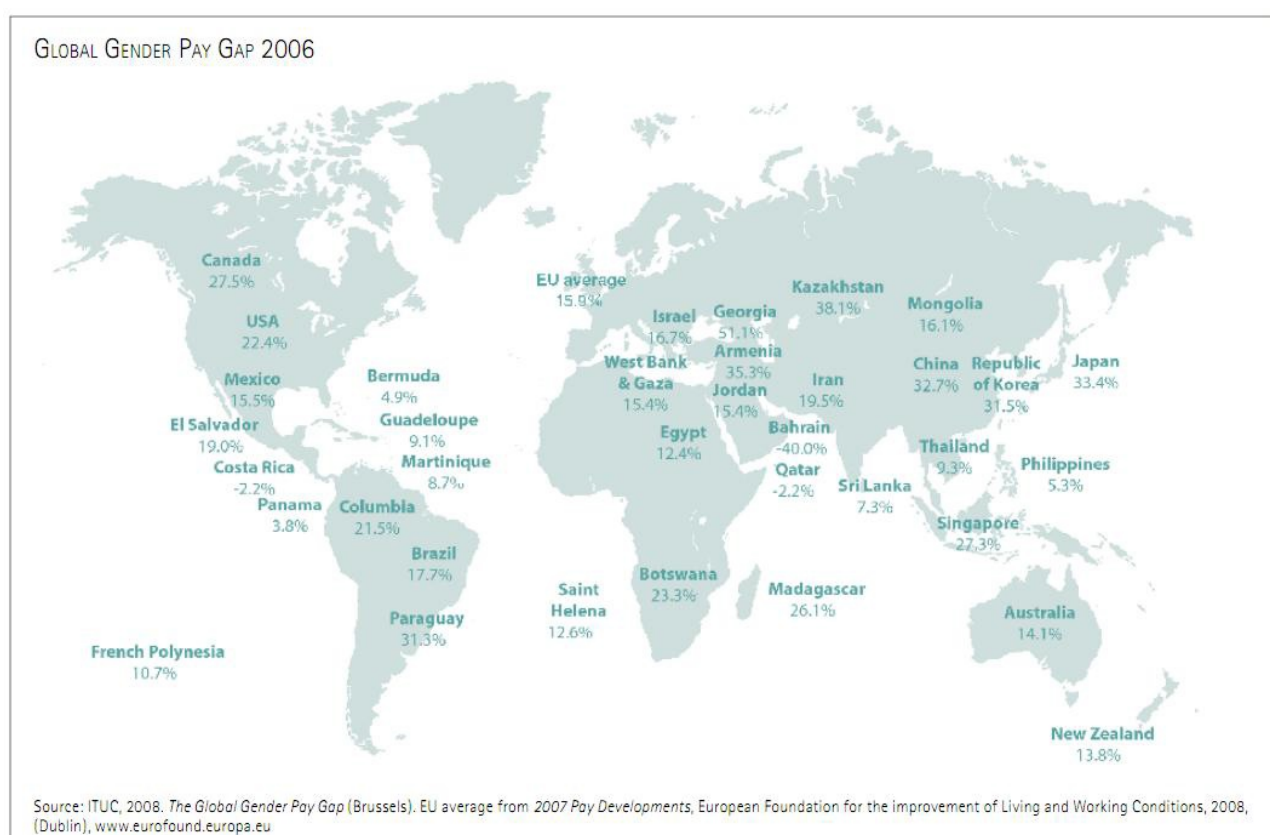 GLOBAL GENDER PAY GAP 2006
Canada
27.5%
USA
22.4%
Mexico
15.5%
El Salvador
19.0%
Costa Rica
-2.2%
Panama
3.8%
Bermuda
4.9%
Guadeloupe
9.1%
Martinique
8.7%
Columbia
21.5%
Brazil
17.7%
Paraguay
31.3%
French Polynesia
10.7%
EU average
15.9%
Israel
16.7%
Georgia
51.1%
Armenia
35.3%
West Bank
& Gaza
15.4%
Jordan
15.4%
Egypt
12.4%
Kazakhstan
38.1%
Mongolia
16.1%
Iran
19.5%
China
32.7%
Republic
of Korea
31.5%
Japan
33.4%
Bahrain
-40.0%
Qatar
-2.2%
Sri Lanka
7.3%
Thailand
9.3%
Philippines
5.3%
Singapore
27.3%
Saint
Helena
12.6%
Botswana
23.3%
Madagascar
26.1%
Australia
14.1%
New Zealand
13.8%
Source: ITUC, 2008. The Global Gender Pay Gap (Brussels). EU average from 2007 Pay Developments, European Foundation for the improvement of Living and Working Conditions, 2008,
(Dublin), www.eurofound.europa.eu